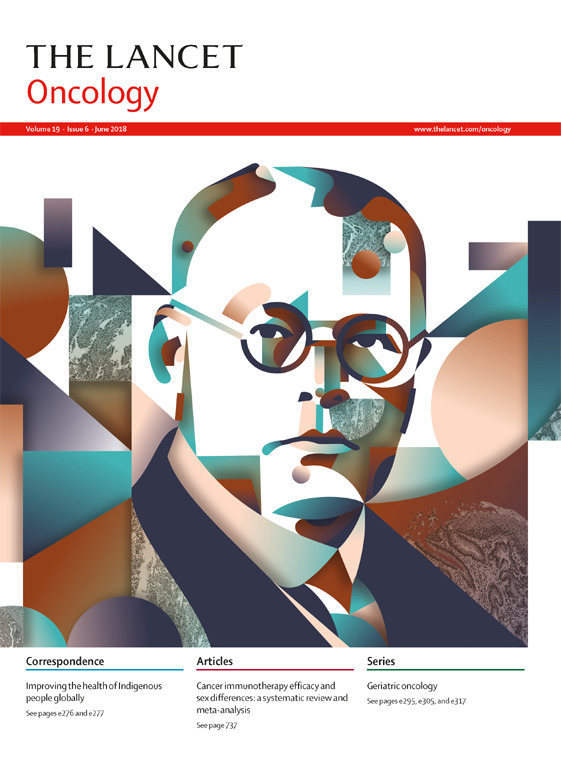 THE LANCET
Oncology
Volume 19 · Issue 6 · June 2018
www.thelancet.com/oncology
Correspondence
Improving the health of Indigenous
people globally
See pages e276 and e277
Articles
Cancer immunotherapy efficacy and
sex differences: a systematic review and
meta-analysis
See page 737
Series
Geriatric oncology
See pages e295, e305, and e317